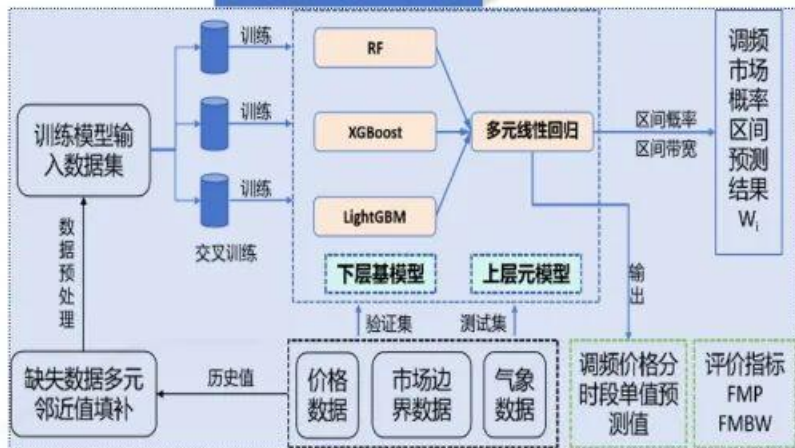 训练模型输
入数据集
数
据
预
处
理
缺失数据多元
邻近值填补
历史值
训练
训练
训练
交叉训练
RF
XGBoost
LightGBM
多元线性回归
下层基模型
上层元模型
验证集
测试集
价格
数据
市场边
界数据
气象
数据
区间概率
区间带宽
输
出
调频
市场
概率
区间
预测
结果
Wi
调频价格分
时段单值预
测值
评价指标
FMP
FMBW